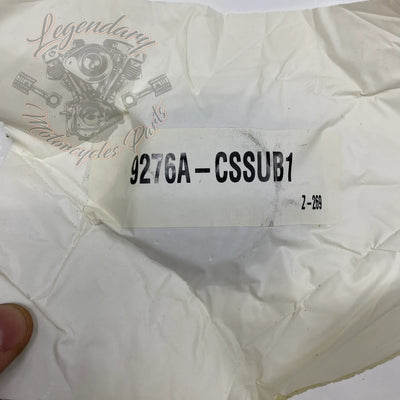 Legendary
Motorcycles Parts
9276A-CSSUB1
Z-269